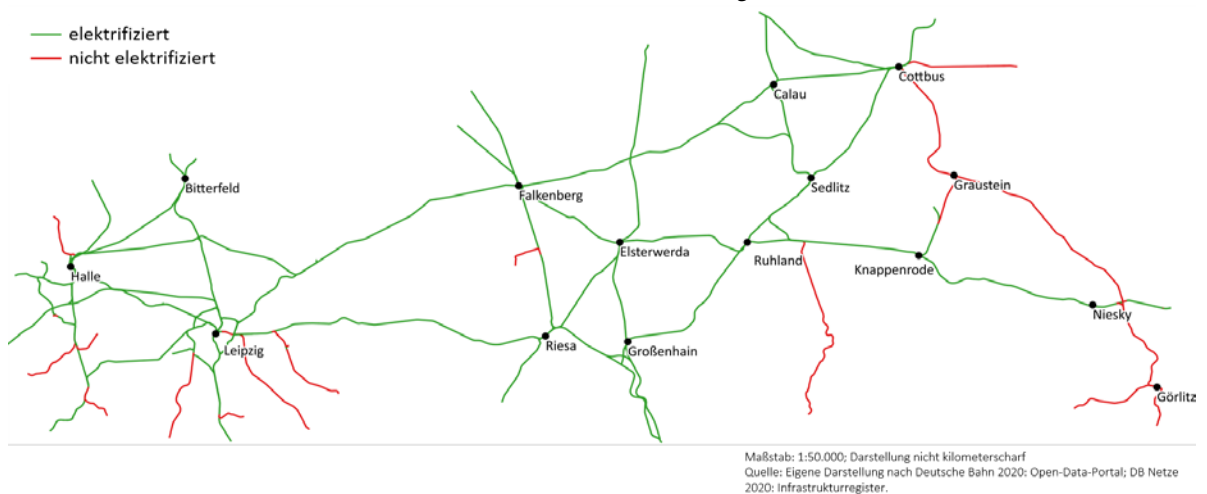 elektrifiziert
nicht elektrifiziert
Cottbus
Calau
Bitterfeld
Falkenberg
Sedlitz
Graustein
Halle
Elsterwerda
Ruhland
Knappenrode
Niesky
Leipzig
Riesa
Großenhain
Görlitz
Maßstab: 1:50.000; Darstellung nicht kilometerscharf
Quelle: Eigene Darstellung nach Deutsche Bahn 2020: Open-Data-Portal; DB Netze
2020: Infrastrukturregister.